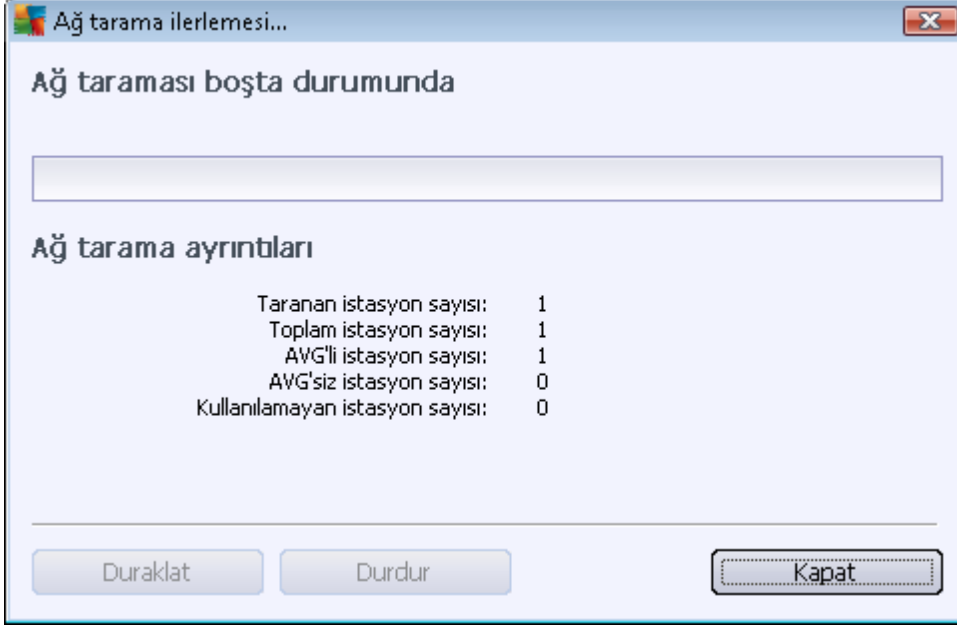 Ağ tarama ilerlemesi...
Ağ taraması boşta durumunda
Ağ tarama ayrıntıları
Taranan istasyon sayısı: 1
Toplam istasyon sayısı: 1
AVG'li istasyon sayısı: 1
AVG'siz istasyon sayısı: 0
Kullanılamayan istasyon sayısı: 0
Duraklat Durdur Kapat